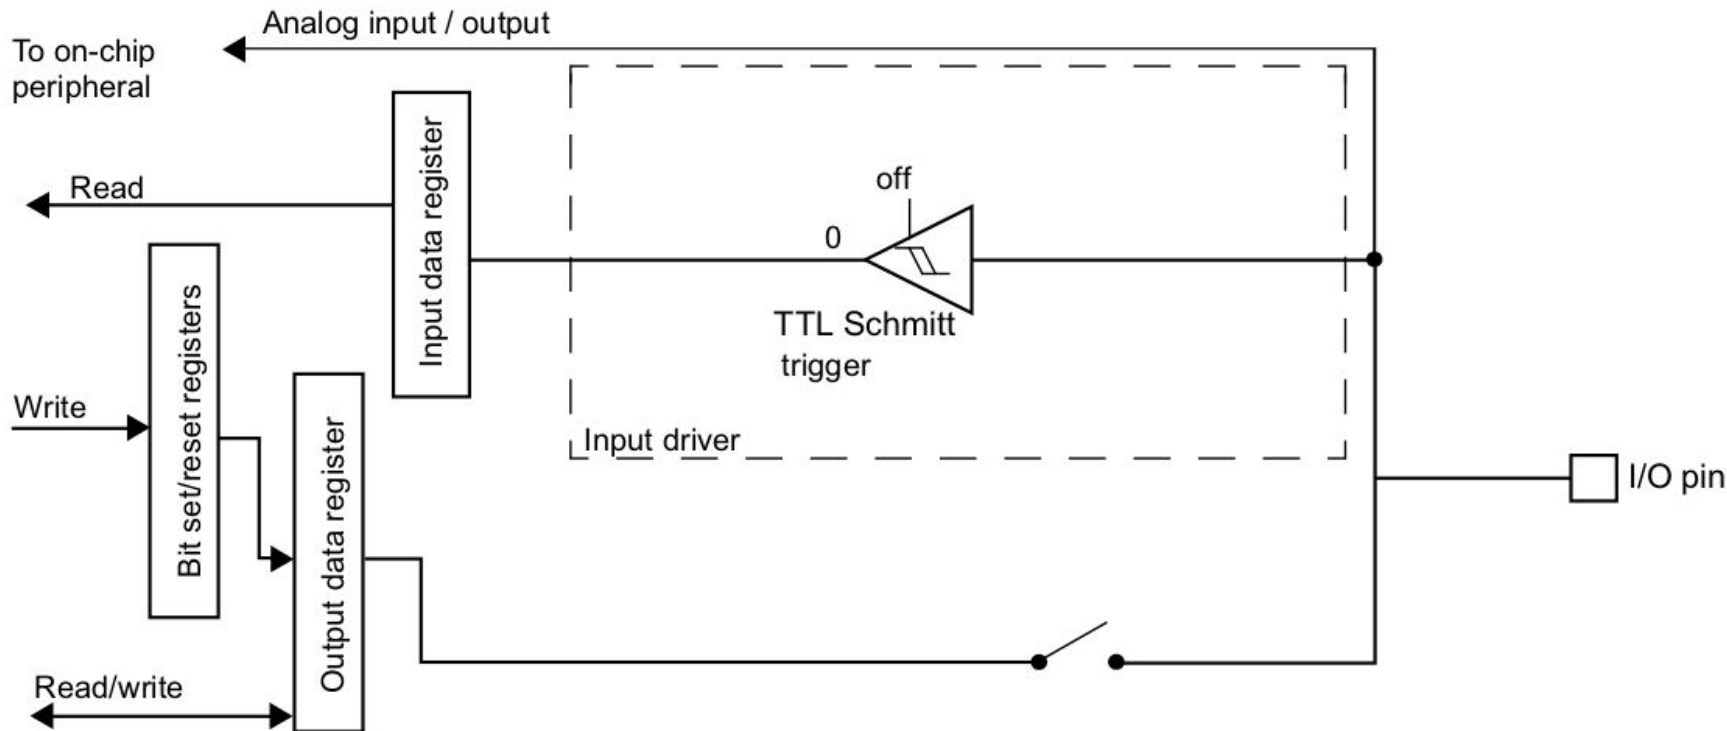 Analog input / output
To on-chip
peripheral
Read
Input data register
off
0
TTL Schmitt
trigger
Input driver
Bit set/reset registers
Write
Output data register
I/O pin
Read/write